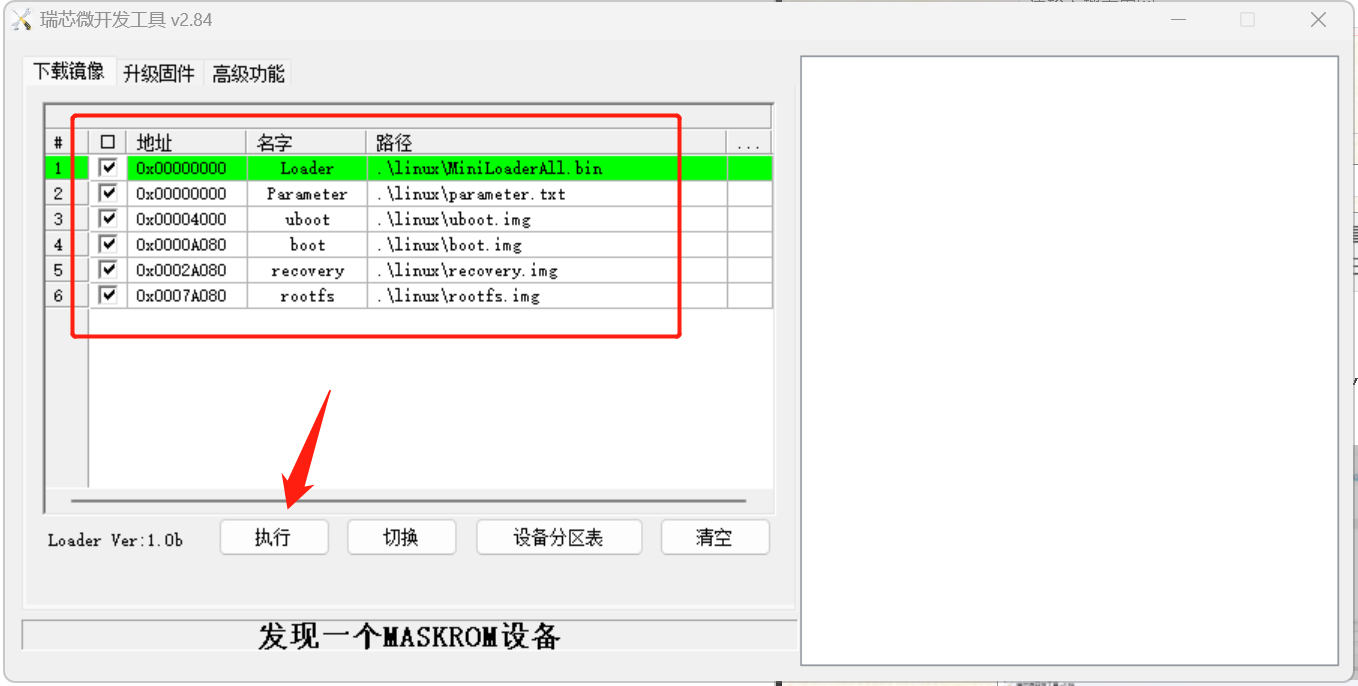 瑞芯微开发工具 v2.84
下载镜像 升级固件 高级功能
# 地址 名字 路径 ...
1 0x00000000 Loader .\linux\MiniLoaderAll.bin
2 0x00000000 Parameter .\linux\parameter.txt
3 0x00004000 uboot .\linux\uboot.img
4 0x0000A080 boot .\linux\boot.img
5 0x0002A080 recovery .\linux\recovery.img
6 0x0007A080 rootfs .\linux\rootfs.img
Loader Ver:1.0b 执行 切换 设备分区表 清空
发现一个MASKROM设备